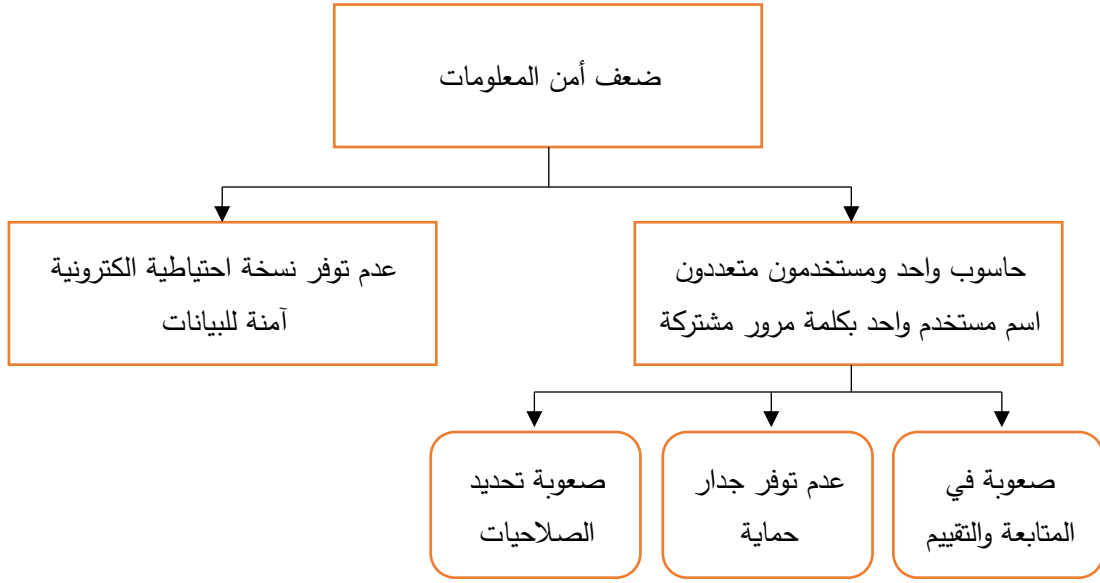 ضعف أمن المعلومات
حاسوب واحد ومستخدمون متعددون
اسم مستخدم واحد بكلمة مرور مشتركة
عدم توفر نسخة احتياطية الكترونية
آمنة للبيانات
صعوبة في
المتابعة والتقييم
عدم توفر جدار
حماية
صعوبة تحديد
الصلاحيات